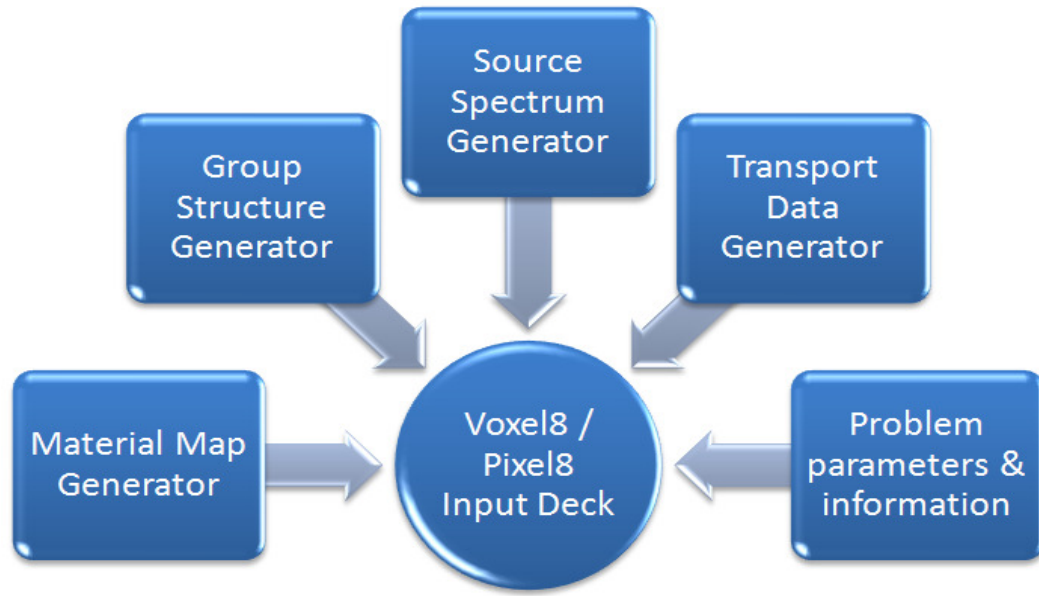 Source
Spectrum
Generator
Group
Structure
Generator
Transport
Data
Generator
Material Map
Generator
Voxel8 /
Pixel8
Input Deck
Problem
parameters &
information